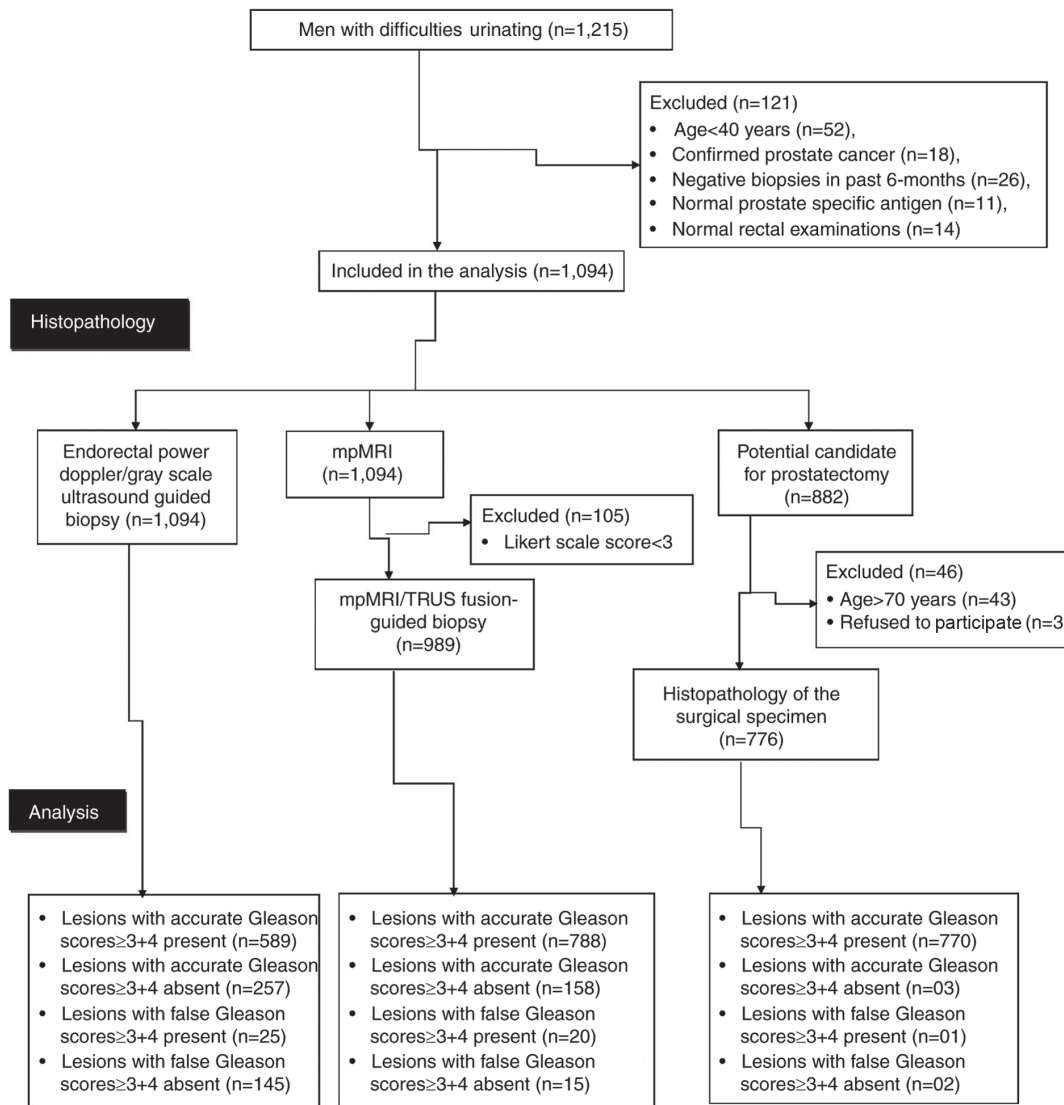 Men with difficulties urinating (n=1,215)
Excluded (n=121)
• Age<40 years (n=52),
• Confirmed prostate cancer (n=18),
• Negative biopsies in past 6-months (n=26),
• Normal prostate specific antigen (n=11),
• Normal rectal examinations (n=14)
Included in the analysis (n=1,094)
Histopathology
Endorectal power
doppler/gray scale
ultrasound guided
biopsy (n=1,094)
mpMRI
(n=1,094)
Excluded (n=105)
• Likert scale score<3
mpMRI/TRUS fusion-
guided biopsy
(n=989)
Potential candidate
for prostatectomy
(n=882)
Excluded (n=46)
• Age>70 years (n=43)
• Refused to participate (n=3
Histopathology of the
surgical specimen
(n=776)
Analysis
• Lesions with accurate Gleason
scores≥3+4 present (n=589)
• Lesions with accurate Gleason
scores≥3+4 absent (n=257)
• Lesions with false Gleason
scores≥3+4 present (n=25)
• Lesions with false Gleason
scores≥3+4 absent (n=145)
• Lesions with accurate Gleason
scores≥3+4 present (n=788)
• Lesions with accurate Gleason
scores≥3+4 absent (n=158)
• Lesions with false Gleason
scores≥3+4 present (n=20)
• Lesions with false Gleason
scores≥3+4 absent (n=15)
• Lesions with accurate Gleason
scores≥3+4 present (n=770)
• Lesions with accurate Gleason
scores≥3+4 absent (n=03)
• Lesions with false Gleason
scores≥3+4 present (n=01)
• Lesions with false Gleason
scores≥3+4 absent (n=02)